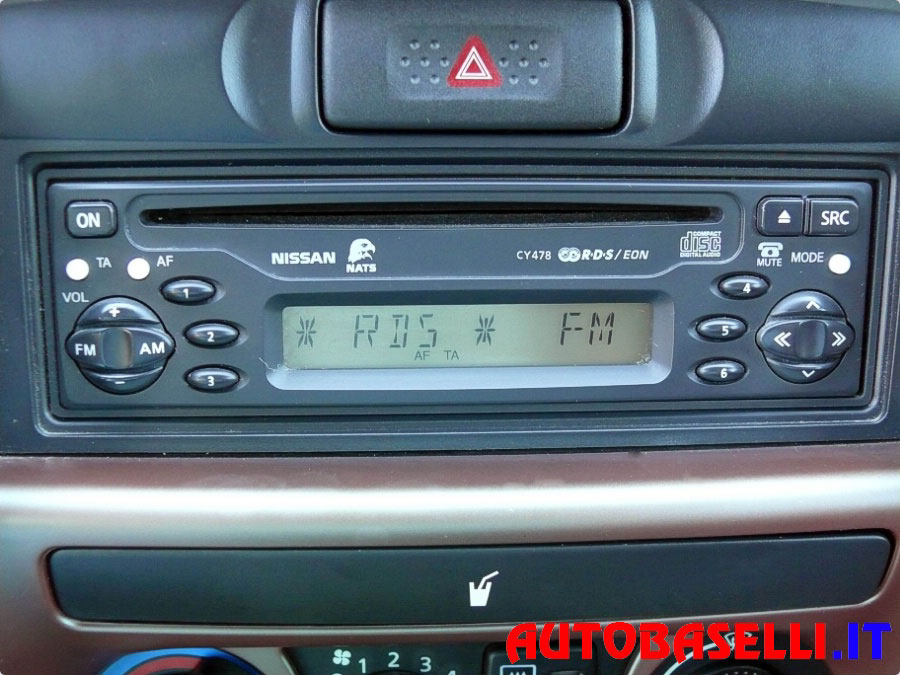 ON
TA
AF
NISSAN
NATS
CY478
R·D·S/EON
COMPACT
disc
DIGITAL AUDIO
SRC
MUTE
MODE
VOL
1
4
* RDS * FM
AF TA
2
5
3
6
+
FM AM
−
AUTOBASELLI.IT
1 2 3 4